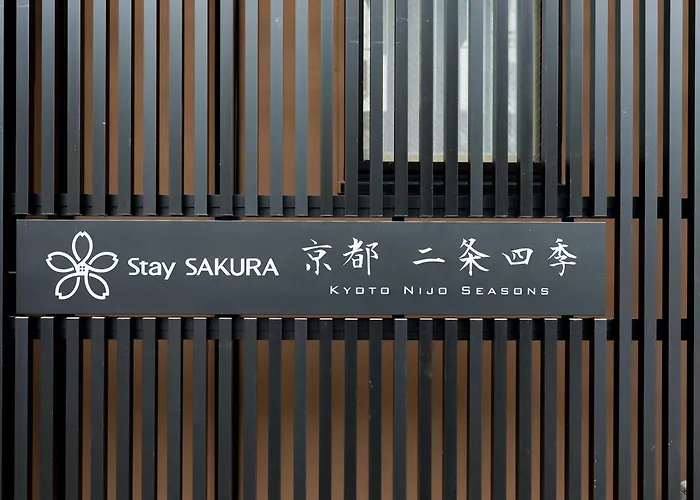 Stay SAKURA 京都 二条四季
KYOTO NIJO SEASONS